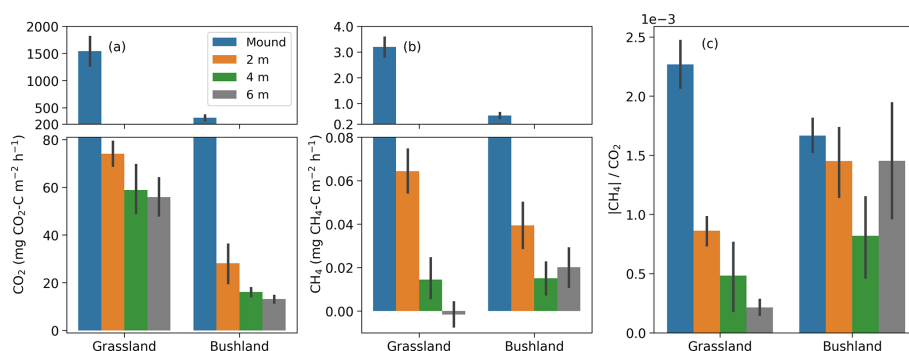 2000
1500
1000
500
200
(a)
Mound
2 m
4 m
6 m
80
60
40
20
0
CO₂ (mg CO₂-C m⁻² h⁻¹)
Grassland
Bushland
4.0
3.0
2.0
1.0
0.2
(b)
0.08
0.06
0.04
0.02
0.00
CH₄ (mg CH₄-C m⁻² h⁻¹)
Grassland
Bushland
1e−3
2.5
2.0
1.5
1.0
0.5
0.0
(c)
|CH₄| / CO₂
Grassland
Bushland